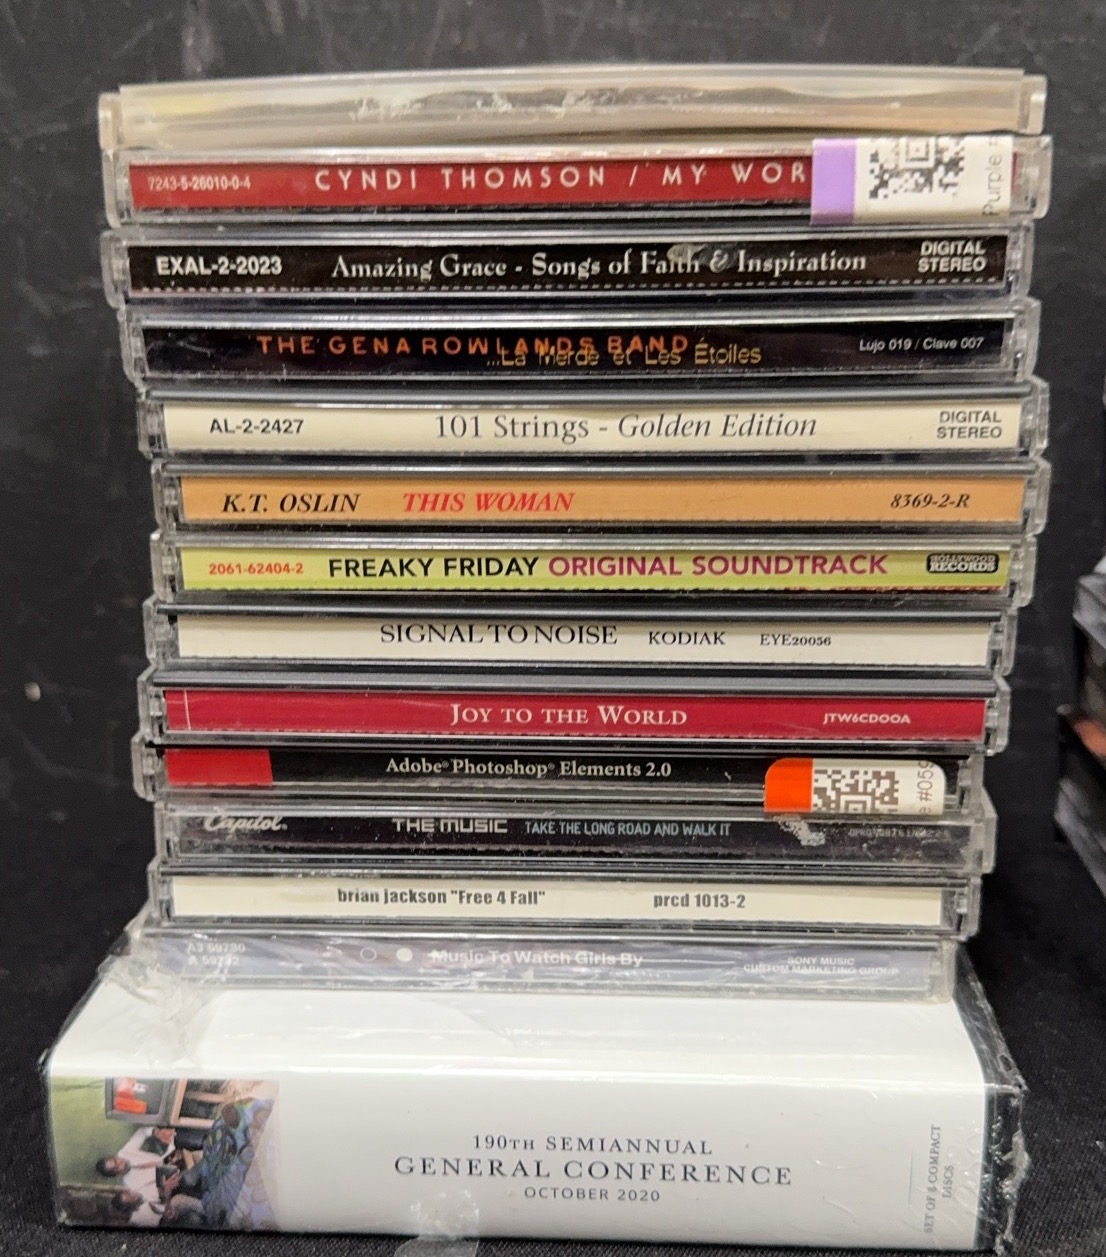 7243-5-26010-0-4 CYNDI THOMSON / MY WOR
Purple #
EXAL-2-2023 Amazing Grace - Songs of Faith & Inspiration DIGITAL STEREO
THE GENA ROWLANDS BAND
...La Merde et Les Étoiles Lujo 019 / Clave 007
AL-2-2427 101 Strings - Golden Edition DIGITAL STEREO
K.T. OSLIN THIS WOMAN 8369-2-R
2061-62404-2 FREAKY FRIDAY ORIGINAL SOUNDTRACK HOLLYWOOD RECORDS
SIGNAL TO NOISE KODIAK EYE20056
JOY TO THE WORLD JTW6CDOOA
Adobe® Photoshop® Elements 2.0
e #059
Capitol® THE MUSIC TAKE THE LONG ROAD AND WALK IT
brian jackson "Free 4 Fall" prcd 1013-2
A3 59730
Music To Watch Girls By
SONY MUSIC
CUSTOM MARKETING GROUP
190TH SEMIANNUAL
GENERAL CONFERENCE
OCTOBER 2020
SET OF 8 COMPACT
DISCS